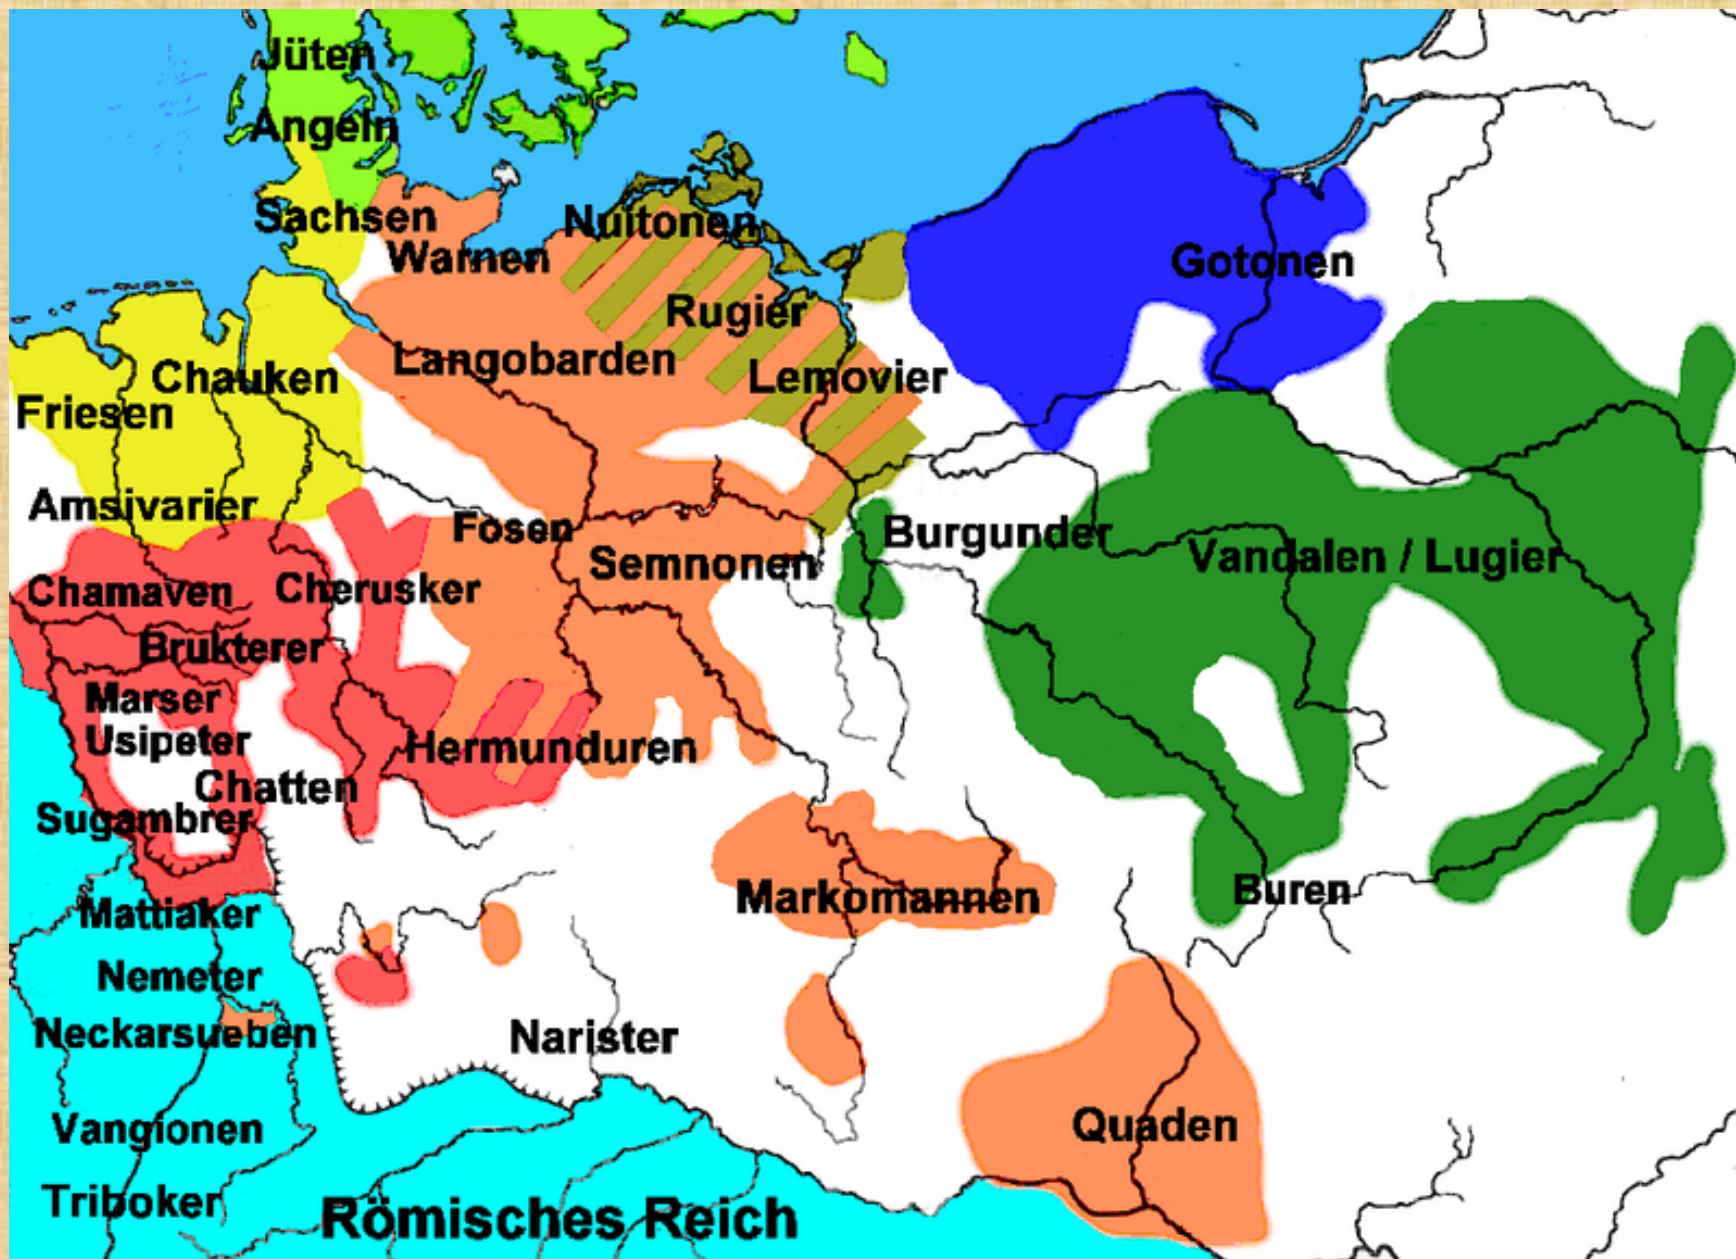 Jüten
Angeln
Sachsen
Nuitonen
Warnen
Gotonen
Rugier
Langobarden
Chauken
Lemovier
Friesen
Amsivarier
Fosen
Burgunder
Semnonen
Vandalen / Lugier
Chamaven
Cherusker
Brukterer
Marser
Usipeter
Hermunduren
Chatten
Sugambrer
Markomannen
Buren
Mattiaker
Nemeter
Neckarsueben
Narister
Vangionen
Quaden
Triboker
Römisches Reich